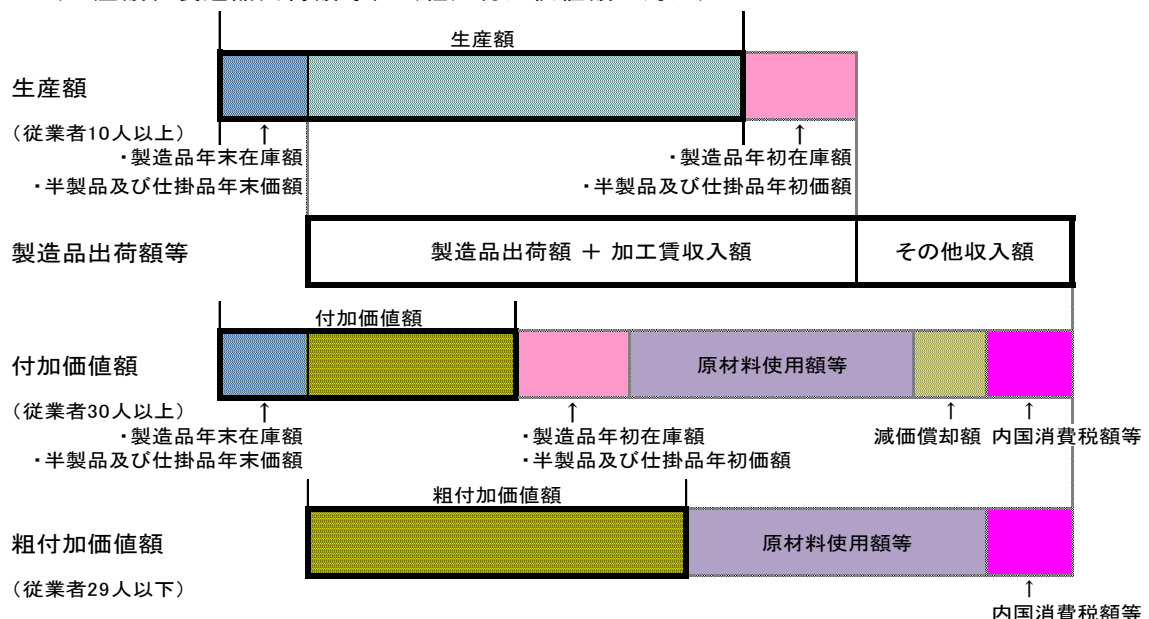 生産額
生産額
(従業者10人以上)
↑
・製造品年末在庫額
・半製品及び仕掛品年末価額
↑
・製造品年初在庫額
・半製品及び仕掛品年初価額
製造品出荷額等
製造品出荷額 + 加工賃収入額
その他収入額
付加価値額
付加価値額
原材料使用額等
(従業者30人以上)
↑
・製造品年末在庫額
・半製品及び仕掛品年末価額
↑
・製造品年初在庫額
・半製品及び仕掛品年初価額
↑
減価償却額
↑
内国消費税額等
粗付加価値額
粗付加価値額
原材料使用額等
(従業者29人以下)
↑
内国消費税額等